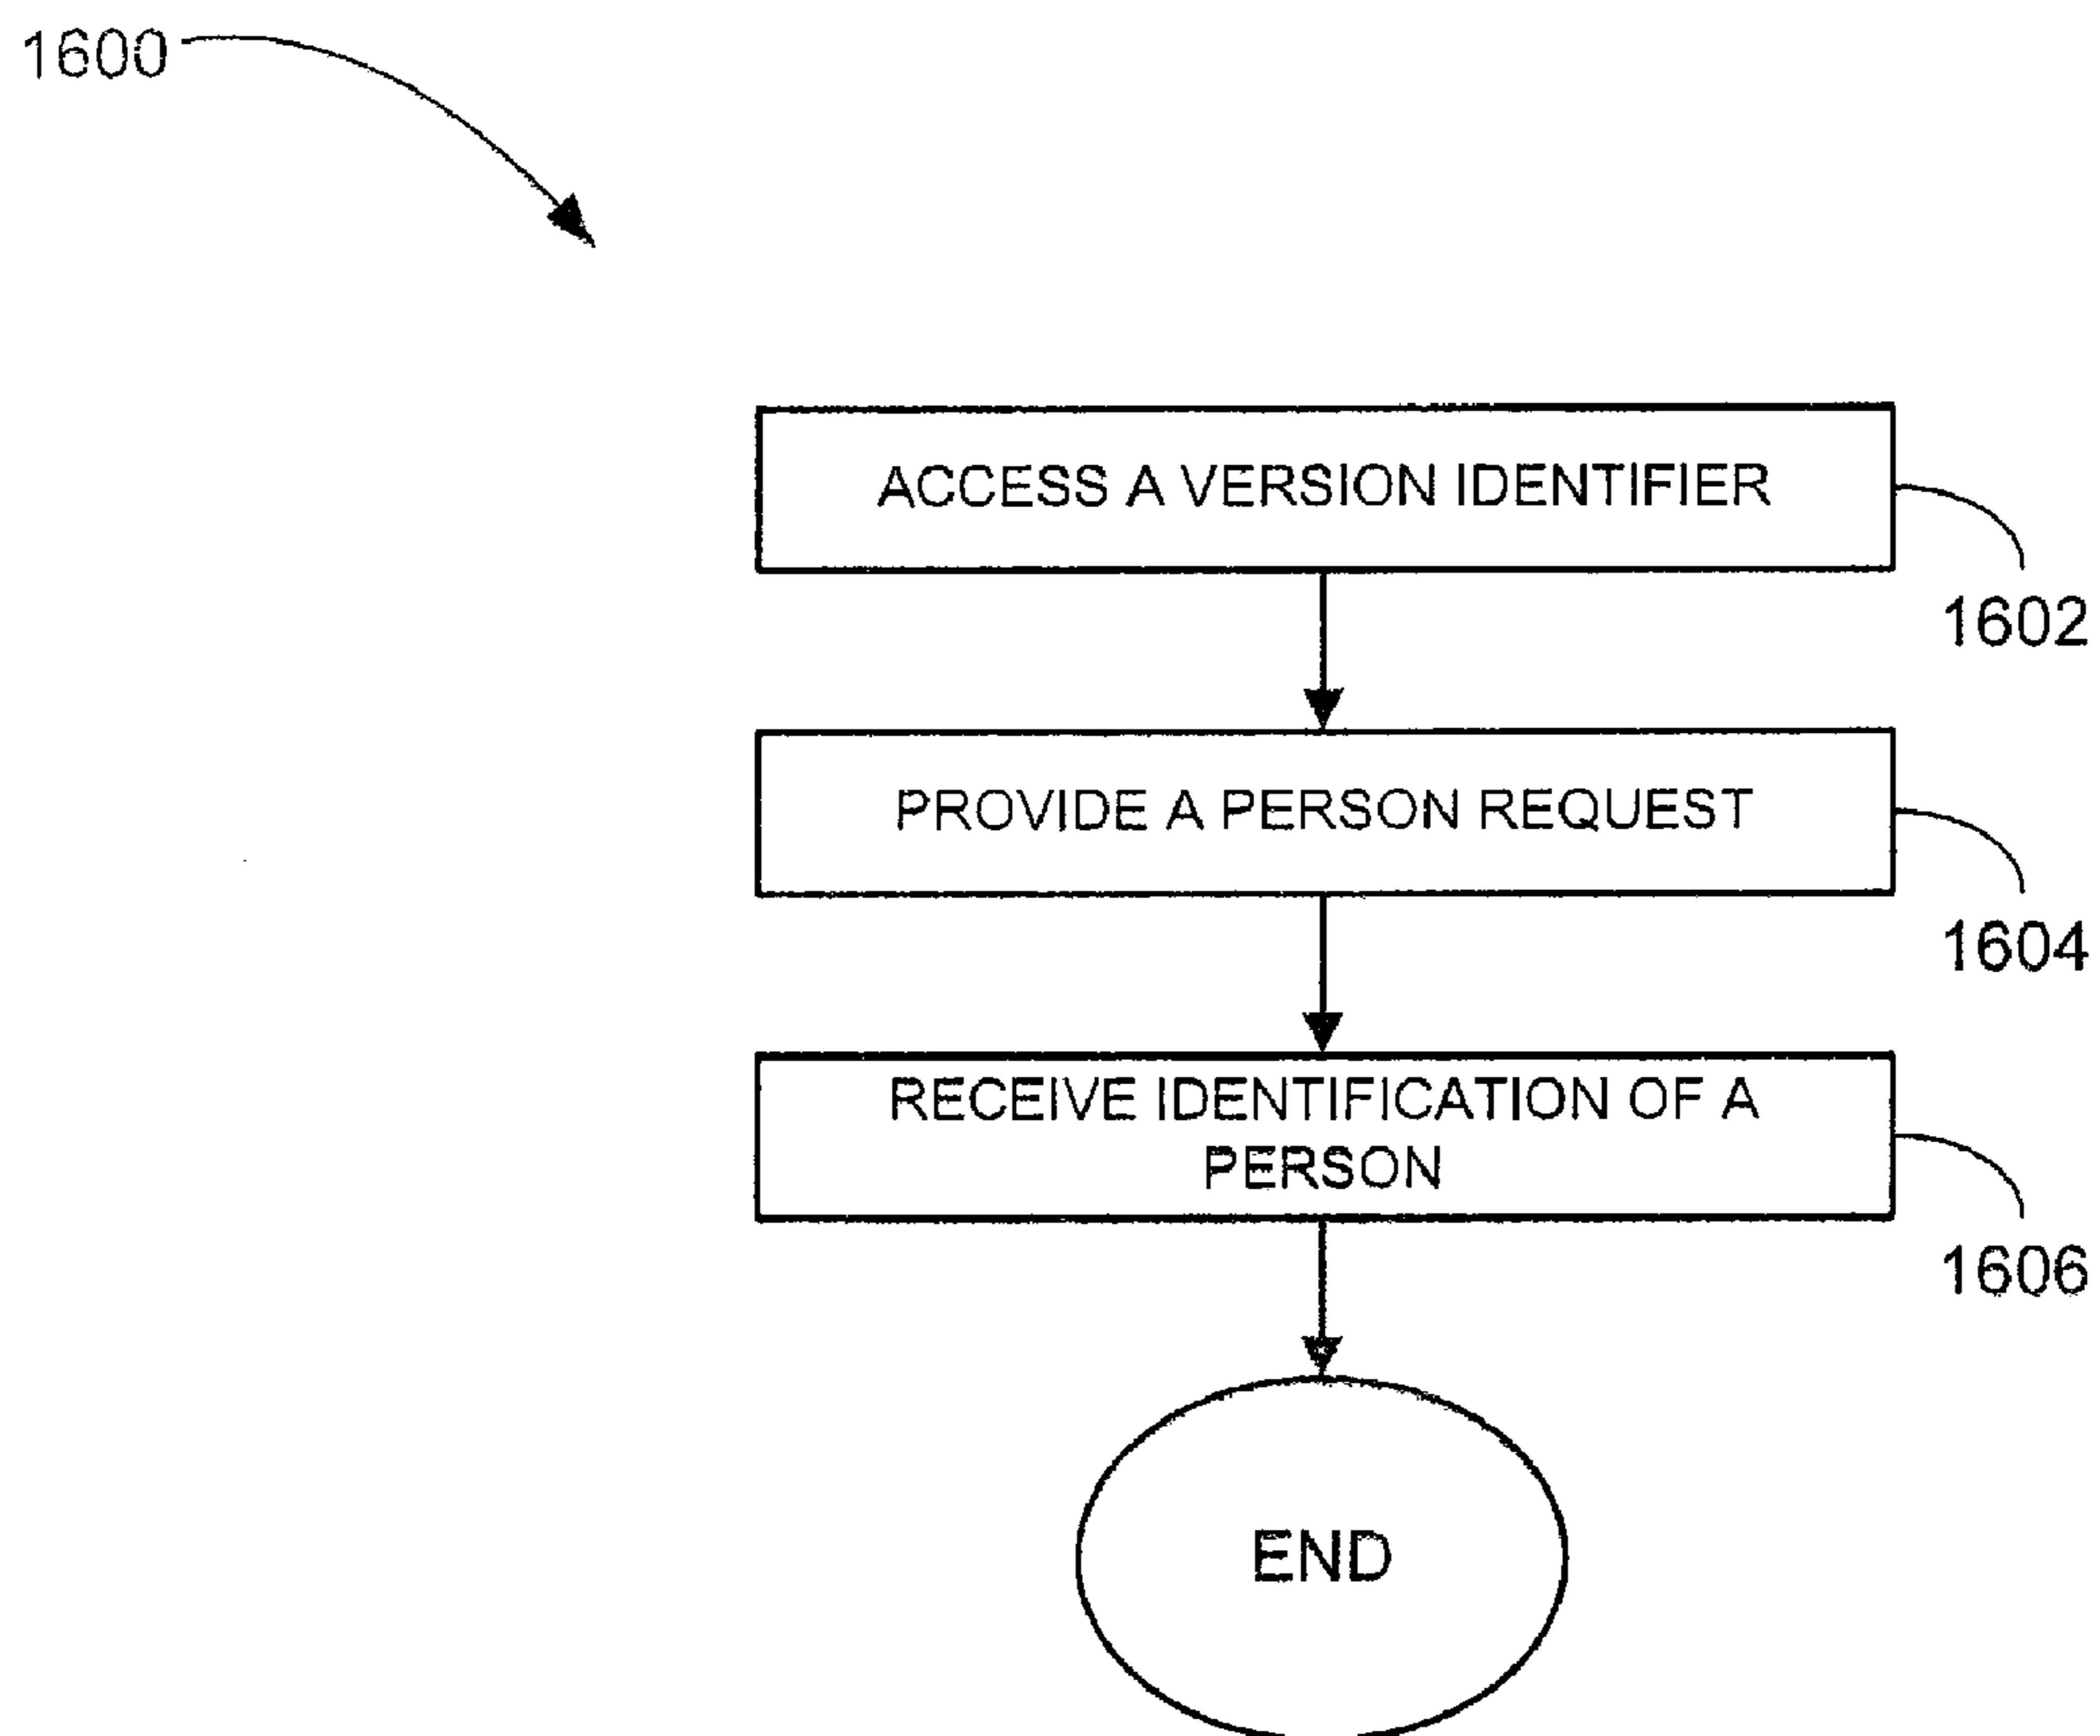 1600
ACCESS A VERSION IDENTIFIER
1602
PROVIDE A PERSON REQUEST
1604
RECEIVE IDENTIFICATION OF A
PERSON
1606
END